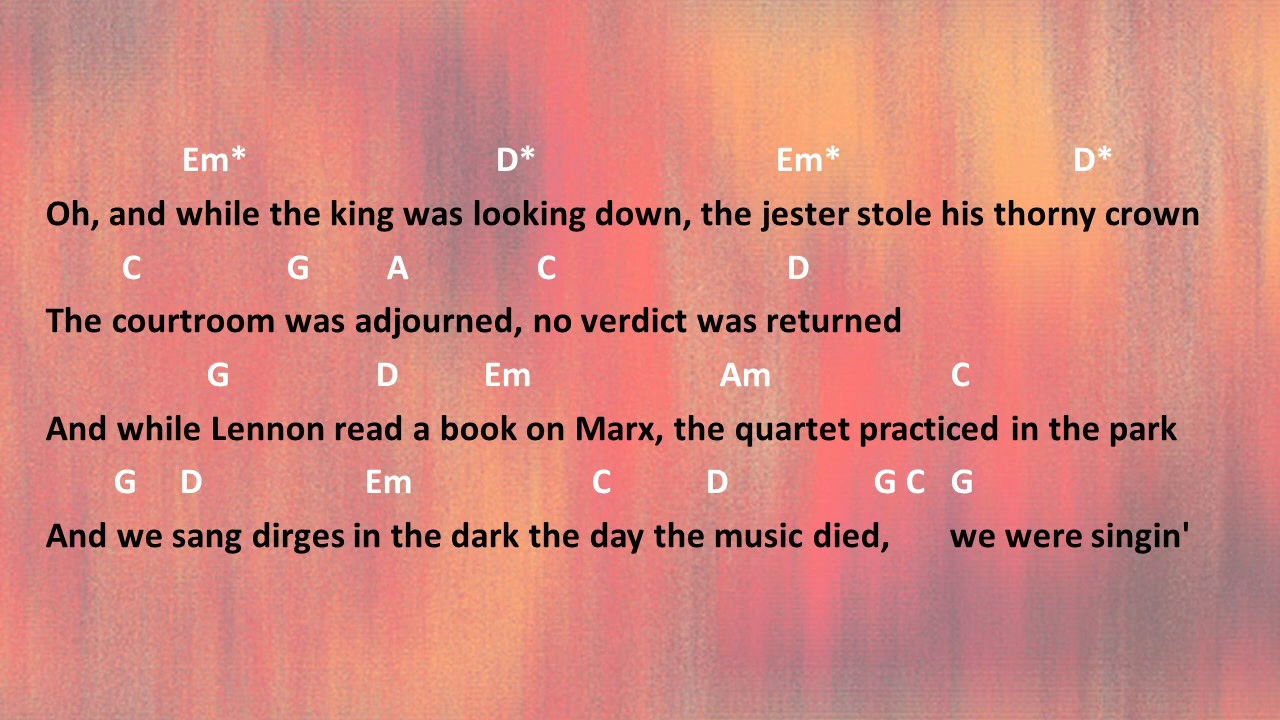 Em* D* Em* D*
Oh, and while the king was looking down, the jester stole his thorny crown
C G A C D
The courtroom was adjourned, no verdict was returned
G D Em Am C
And while Lennon read a book on Marx, the quartet practiced in the park
G D Em C D G C G
And we sang dirges in the dark the day the music died, we were singin'